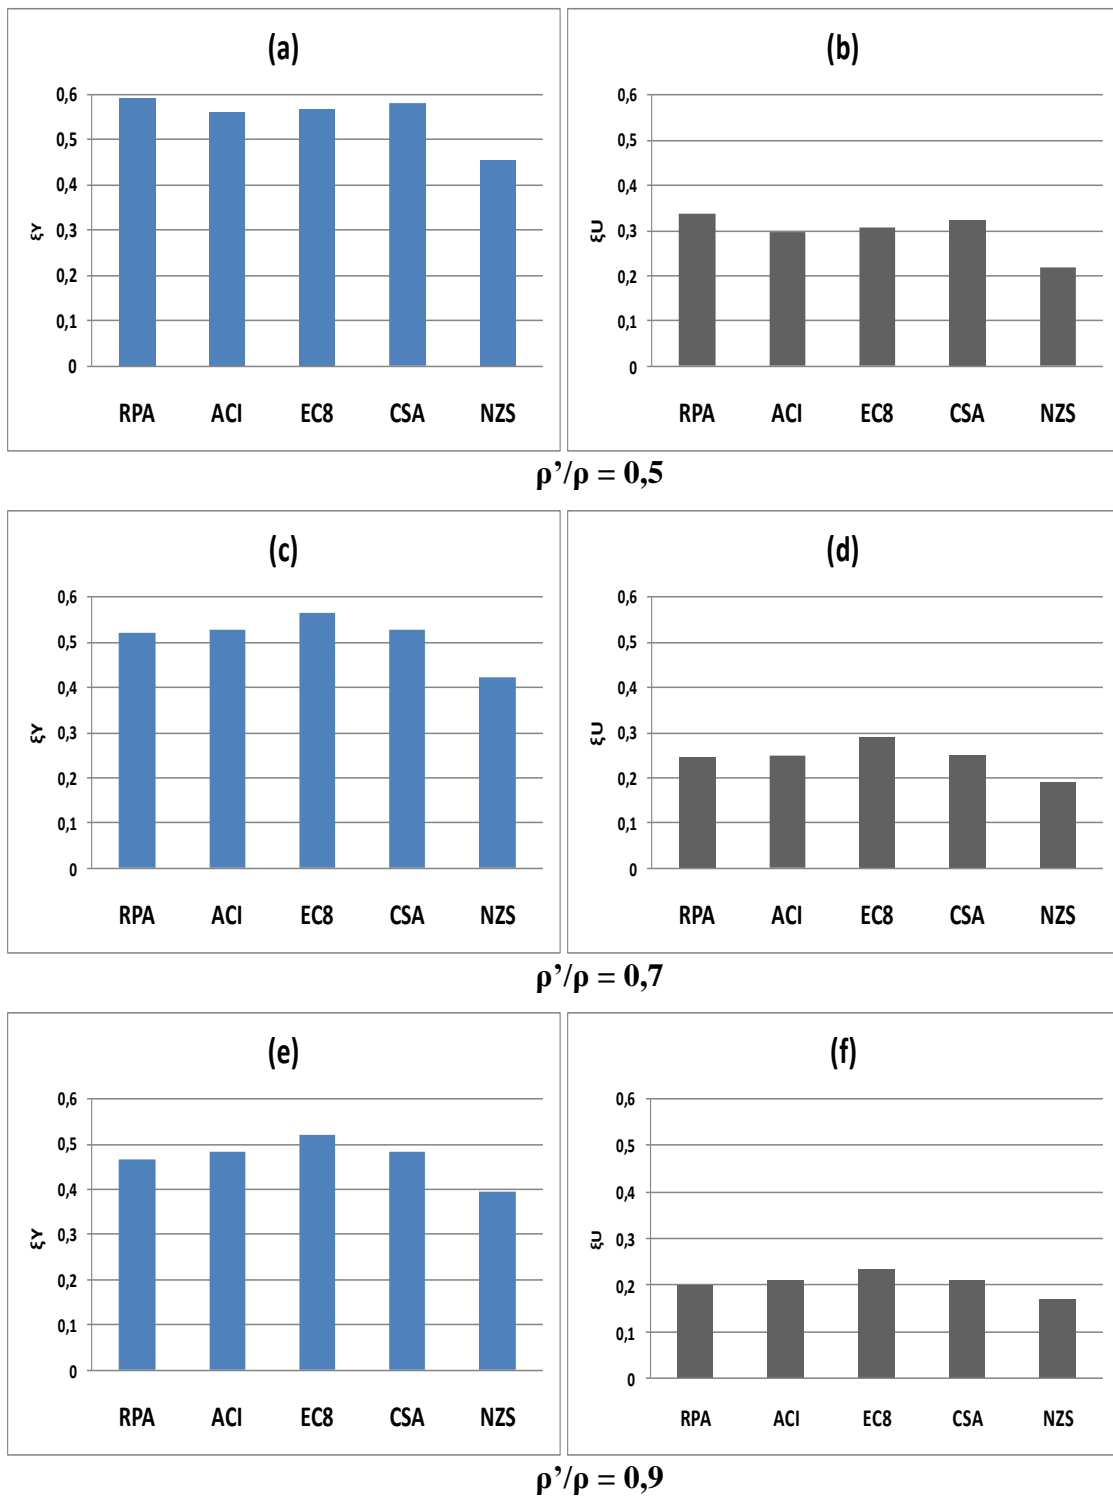 (a)
0,6
0,5
0,4
0,3
0,2
0,1
0
ξY
RPA ACI EC8 CSA NZS
(b)
0,6
0,5
0,4
0,3
0,2
0,1
0
ξU
RPA ACI EC8 CSA NZS
ρ’/ρ = 0,5
(c)
0,6
0,5
0,4
0,3
0,2
0,1
0
ξY
RPA ACI EC8 CSA NZS
(d)
0,6
0,5
0,4
0,3
0,2
0,1
0
ξU
RPA ACI EC8 CSA NZS
ρ’/ρ = 0,7
(e)
0,6
0,5
0,4
0,3
0,2
0,1
0
ξY
RPA ACI EC8 CSA NZS
(f)
0,6
0,5
0,4
0,3
0,2
0,1
0
ξU
RPA ACI EC8 CSA NZS
ρ’/ρ = 0,9